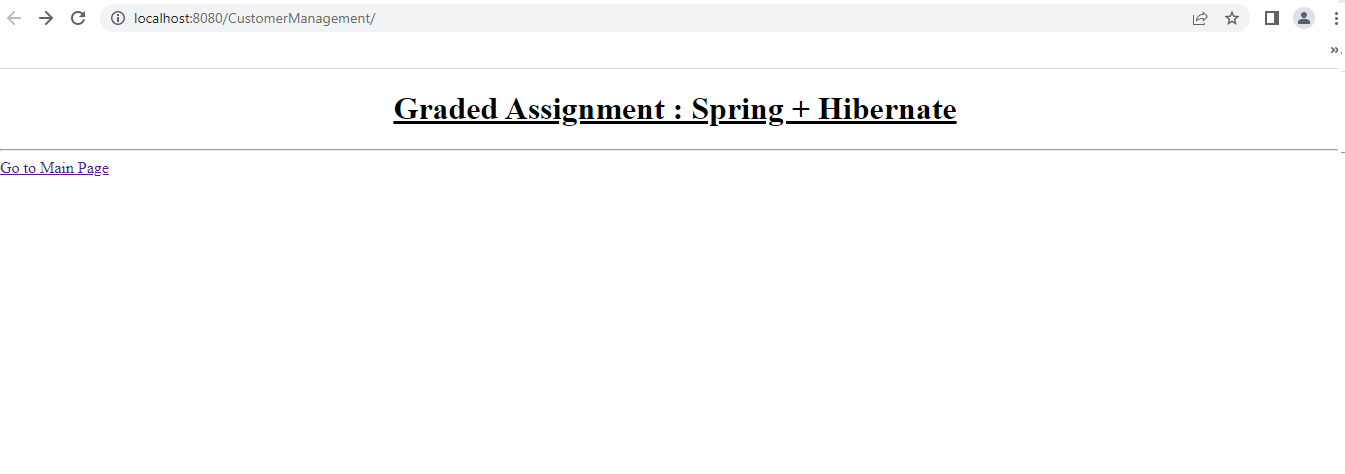 localhost:8080/CustomerManagement/
Graded Assignment : Spring + Hibernate
Go to Main Page